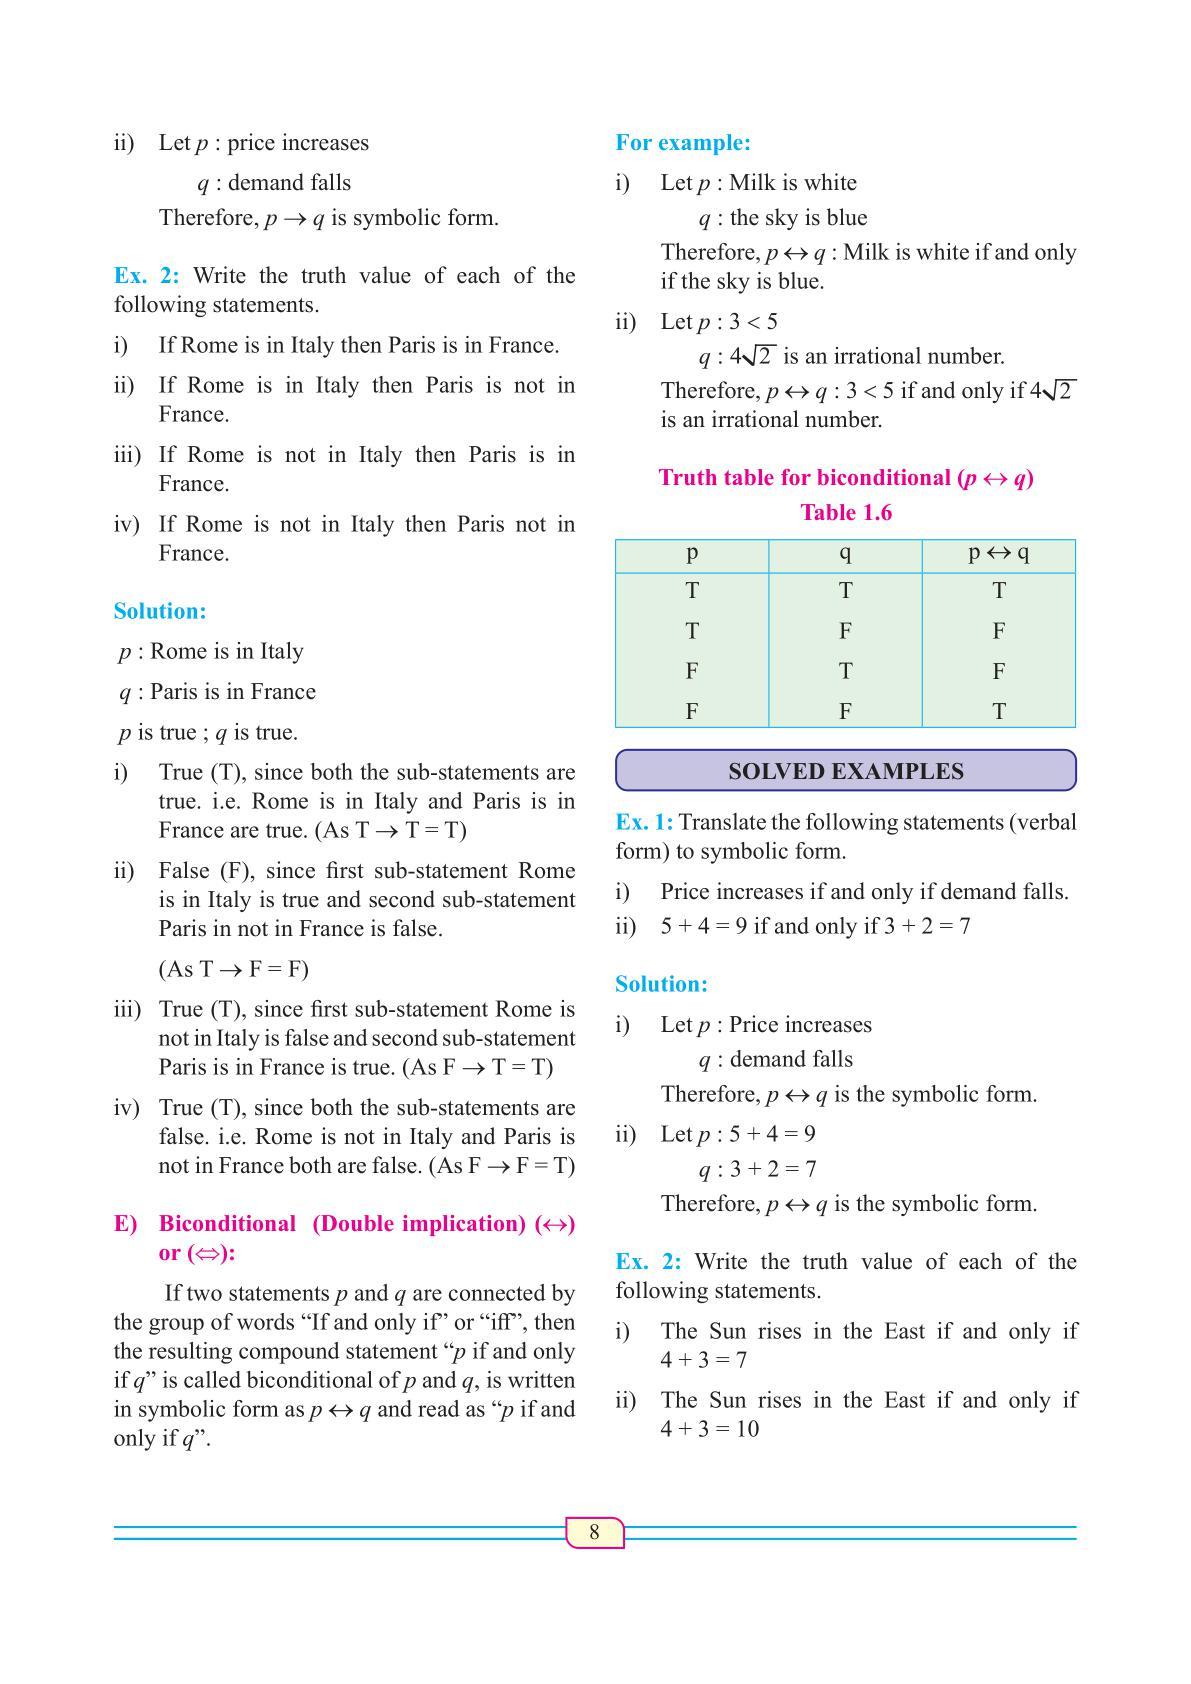 ii) Let p : price increases
q : demand falls
Therefore, p → q is symbolic form.
Ex. 2: Write the truth value of each of the
following statements.
i) If Rome is in Italy then Paris is in France.
ii) If Rome is in Italy then Paris is not in
France.
iii) If Rome is not in Italy then Paris is in
France.
iv) If Rome is not in Italy then Paris not in
France.
Solution:
p : Rome is in Italy
q : Paris is in France
p is true ; q is true.
i) True (T), since both the sub-statements are
true. i.e. Rome is in Italy and Paris is in
France are true. (As T → T = T)
ii) False (F), since first sub-statement Rome
is in Italy is true and second sub-statement
Paris in not in France is false.
(As T → F = F)
iii) True (T), since first sub-statement Rome is
not in Italy is false and second sub-statement
Paris is in France is true. (As F → T = T)
iv) True (T), since both the sub-statements are
false. i.e. Rome is not in Italy and Paris is
not in France both are false. (As F → F = T)
E) Biconditional (Double implication) (↔)
or (⇔):
If two statements p and q are connected by
the group of words “If and only if” or “iff”, then
the resulting compound statement “p if and only
if q” is called biconditional of p and q, is written
in symbolic form as p ↔ q and read as “p if and
only if q”.
For example:
i) Let p : Milk is white
q : the sky is blue
Therefore, p ↔ q : Milk is white if and only
if the sky is blue.
ii) Let p : 3 < 5
q : 4√2 is an irrational number.
Therefore, p ↔ q : 3 < 5 if and only if 4√2
is an irrational number.
Truth table for biconditional (p ↔ q)
Table 1.6
p q p ↔ q
T T T
T F F
F T F
F F T
SOLVED EXAMPLES
Ex. 1: Translate the following statements (verbal
form) to symbolic form.
i) Price increases if and only if demand falls.
ii) 5 + 4 = 9 if and only if 3 + 2 = 7
Solution:
i) Let p : Price increases
q : demand falls
Therefore, p ↔ q is the symbolic form.
ii) Let p : 5 + 4 = 9
q : 3 + 2 = 7
Therefore, p ↔ q is the symbolic form.
Ex. 2: Write the truth value of each of the
following statements.
i) The Sun rises in the East if and only if
4 + 3 = 7
ii) The Sun rises in the East if and only if
4 + 3 = 10
8